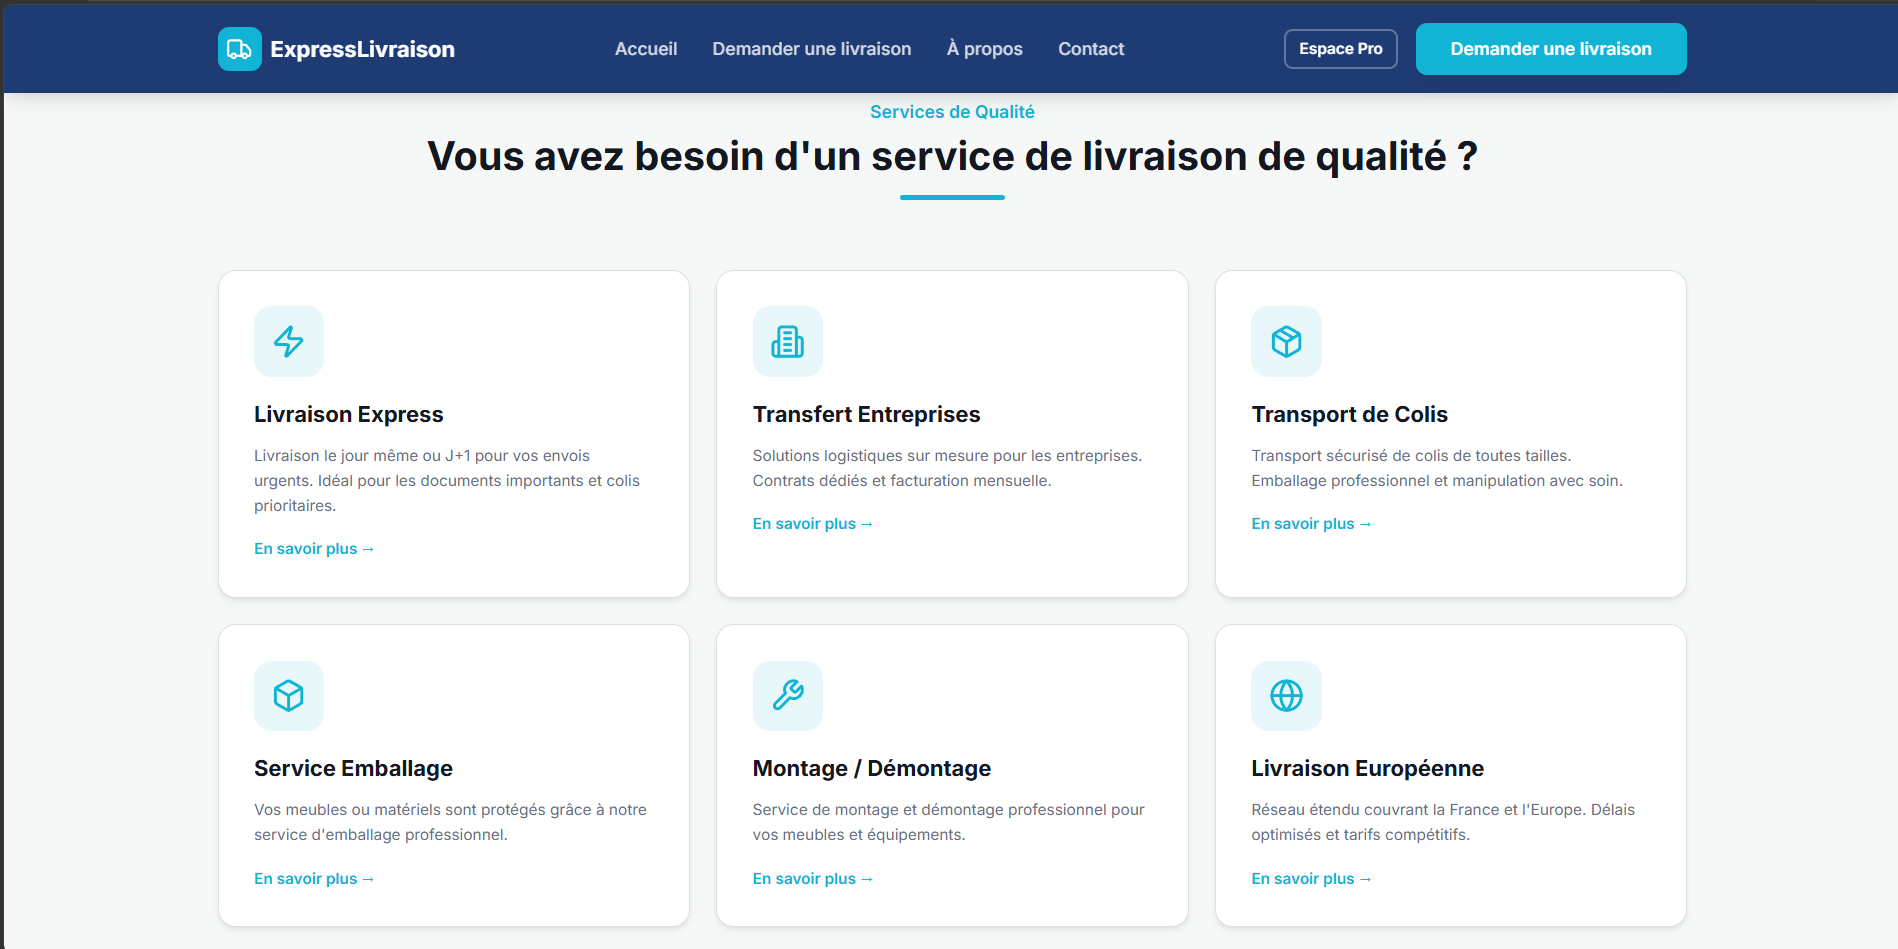 ExpressLivraison
Accueil
Demander une livraison
À propos
Contact
Espace Pro
Demander une livraison
Services de Qualité
Vous avez besoin d'un service de livraison de qualité ?
Livraison Express
Livraison le jour même ou J+1 pour vos envois
urgents. Idéal pour les documents importants et colis
prioritaires.
En savoir plus →
Transfert Entreprises
Solutions logistiques sur mesure pour les entreprises.
Contrats dédiés et facturation mensuelle.
En savoir plus →
Transport de Colis
Transport sécurisé de colis de toutes tailles.
Emballage professionnel et manipulation avec soin.
En savoir plus →
Service Emballage
Vos meubles ou matériels sont protégés grâce à notre
service d'emballage professionnel.
En savoir plus →
Montage / Démontage
Service de montage et démontage professionnel pour
vos meubles et équipements.
En savoir plus →
Livraison Européenne
Réseau étendu couvrant la France et l'Europe. Délais
optimisés et tarifs compétitifs.
En savoir plus →